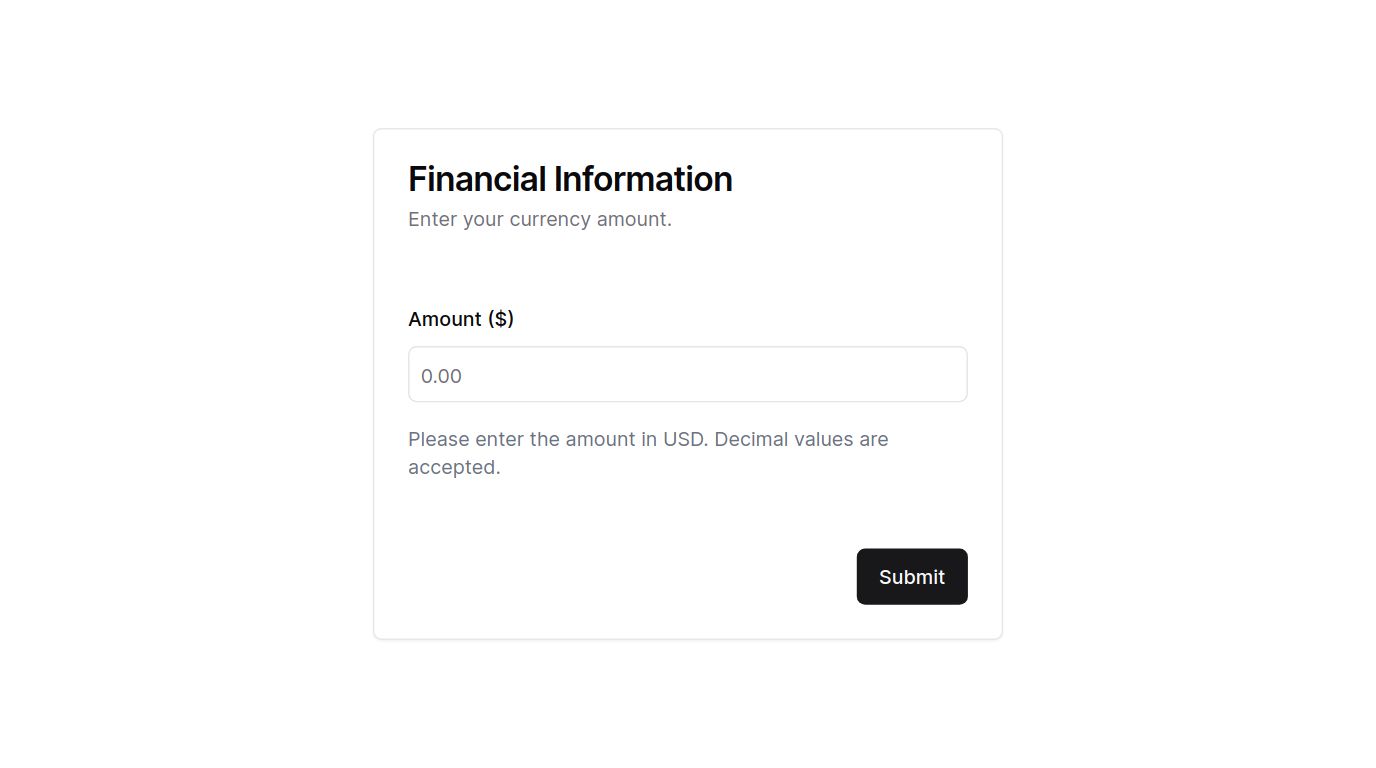 Financial Information
Enter your currency amount.
Amount ($)
0.00
Please enter the amount in USD. Decimal values are
accepted.
Submit